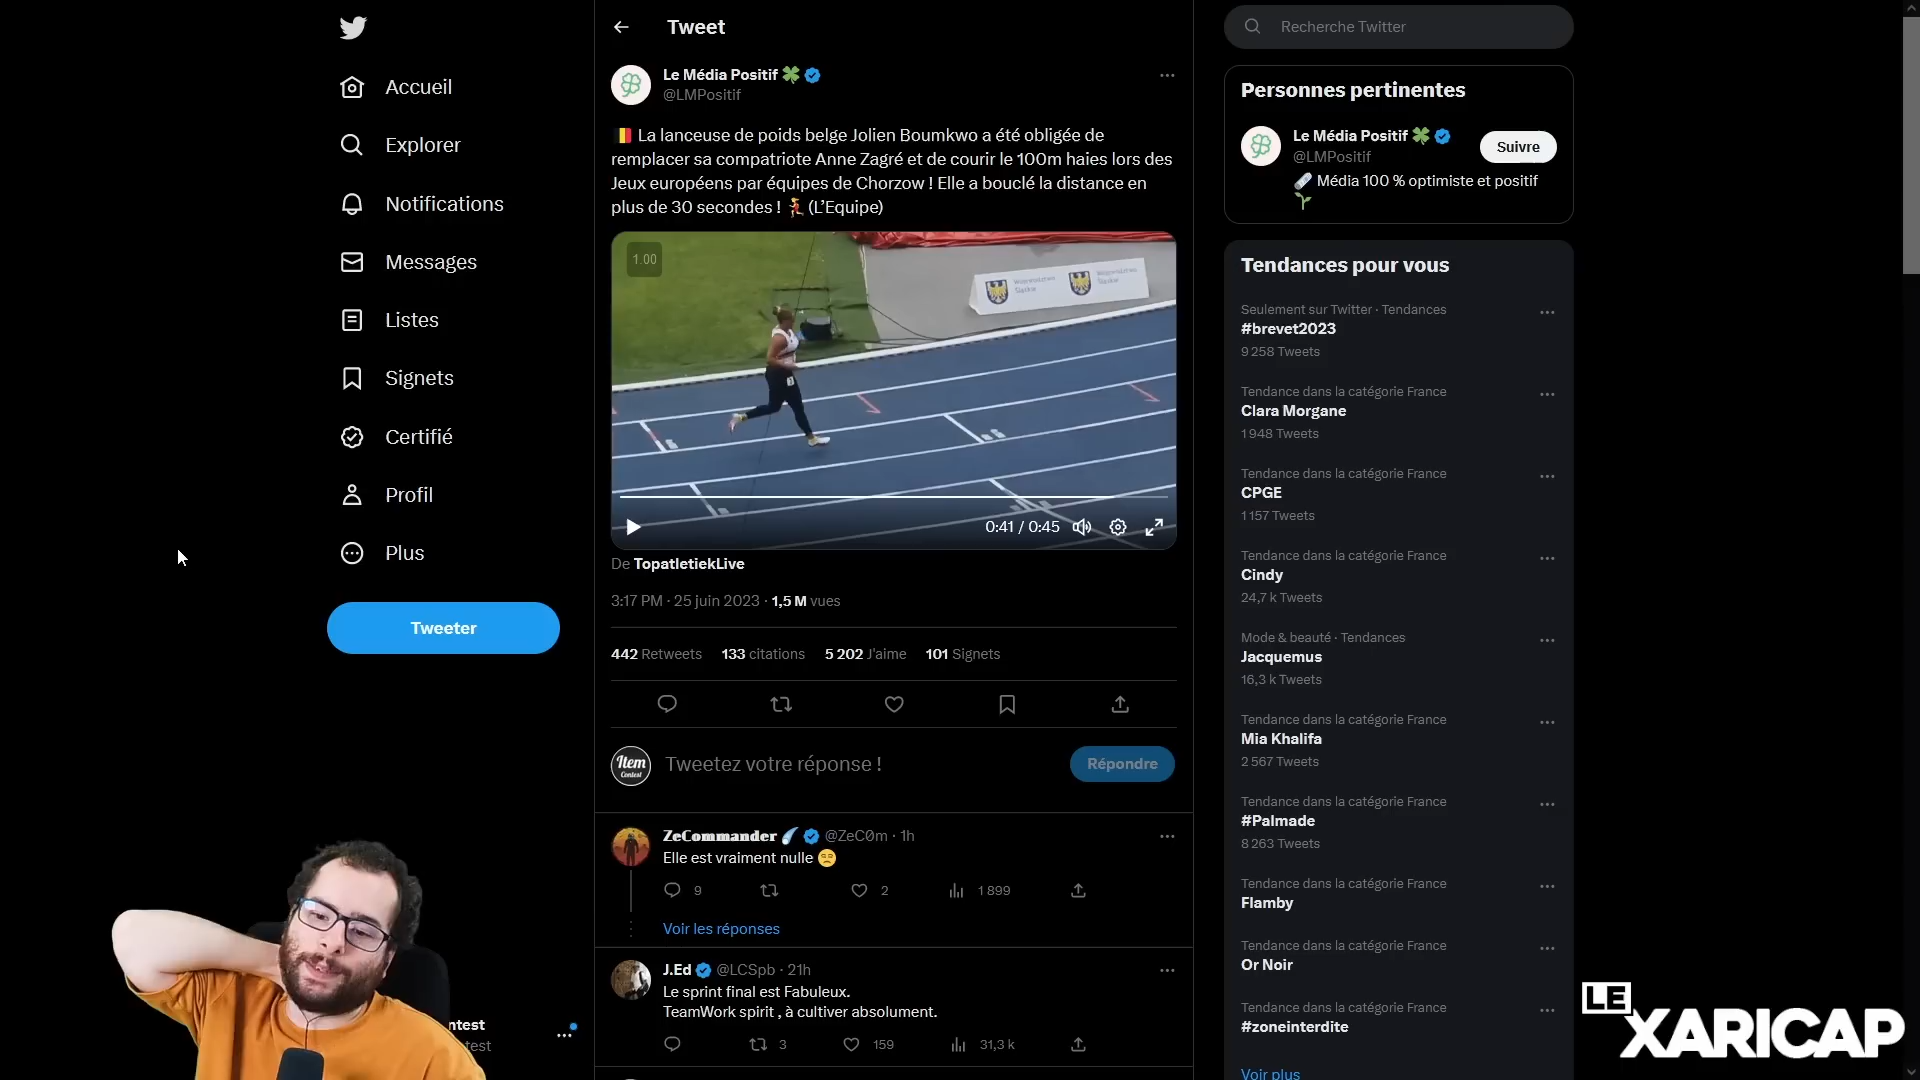 Accueil
Explorer
Notifications
Messages
Listes
Signets
Certifié
Profil
Plus
Tweeter
ntest
test
Tweet
Le Média Positif
@LMPositif
La lanceuse de poids belge Jolien Boumkwo a été obligée de
remplacer sa compatriote Anne Zagré et de courir le 100m haies lors des
Jeux européens par équipes de Chorzow ! Elle a bouclé la distance en
plus de 30 secondes ! (L'Equipe)
1.00
0:41 / 0:45
De TopatletiekLive
3:17 PM · 25 juin 2023 · 1,5 M vues
442 Retweets 133 citations 5 202 J'aime 101 Signets
Item
Contest
Tweetez votre réponse !
Répondre
ZeCommander @ZeC0m · 1h
Elle est vraiment nulle
9 2 1 899
Voir les réponses
J.Ed @LCSpb · 21h
Le sprint final est Fabuleux.
TeamWork spirit , à cultiver absolument.
3 159 31,3 k
Recherche Twitter
Personnes pertinentes
Le Média Positif
@LMPositif
Suivre
Média 100 % optimiste et positif
Tendances pour vous
Seulement sur Twitter · Tendances
#brevet2023
9 258 Tweets
Tendance dans la catégorie France
Clara Morgane
1 948 Tweets
Tendance dans la catégorie France
CPGE
1 157 Tweets
Tendance dans la catégorie France
Cindy
24,7 k Tweets
Mode & beauté · Tendances
Jacquemus
16,3 k Tweets
Tendance dans la catégorie France
Mia Khalifa
2 567 Tweets
Tendance dans la catégorie France
#Palmade
8 263 Tweets
Tendance dans la catégorie France
Flamby
Tendance dans la catégorie France
Or Noir
Tendance dans la catégorie France
#zoneinterdite
Voir plus
LE
XARICAP